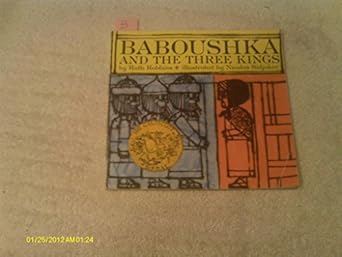 BABOUSHKA
AND THE THREE KINGS
by Ruth Robbins • illustrated by Nicolas Sidjakov
01/25/2012 AM 01:24